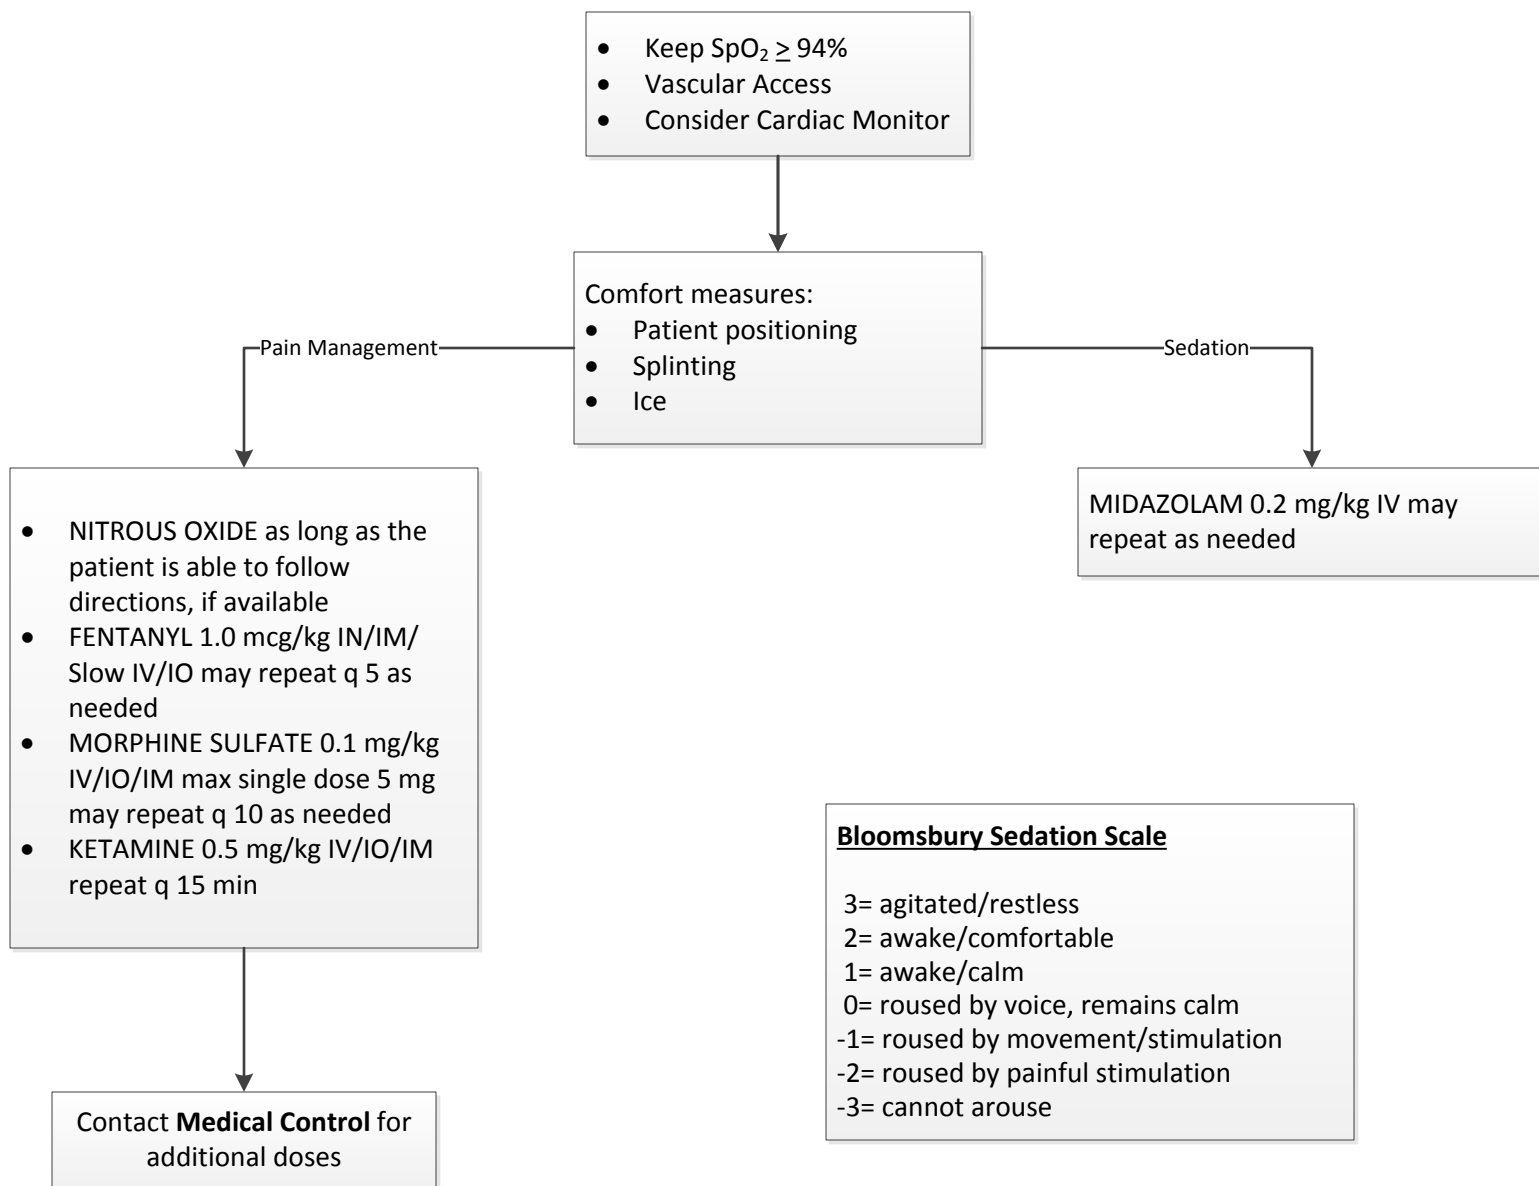 • Keep SpO₂ ≥ 94%
• Vascular Access
• Consider Cardiac Monitor
Comfort measures:
• Patient positioning
• Splinting
• Ice
Pain Management
Sedation
• NITROUS OXIDE as long as the
patient is able to follow
directions, if available
• FENTANYL 1.0 mcg/kg IN/IM/
Slow IV/IO may repeat q 5 as
needed
• MORPHINE SULFATE 0.1 mg/kg
IV/IO/IM max single dose 5 mg
may repeat q 10 as needed
• KETAMINE 0.5 mg/kg IV/IO/IM
repeat q 15 min
MIDAZOLAM 0.2 mg/kg IV may
repeat as needed
Bloomsbury Sedation Scale
3= agitated/restless
2= awake/comfortable
1= awake/calm
0= roused by voice, remains calm
-1= roused by movement/stimulation
-2= roused by painful stimulation
-3= cannot arouse
Contact Medical Control for
additional doses